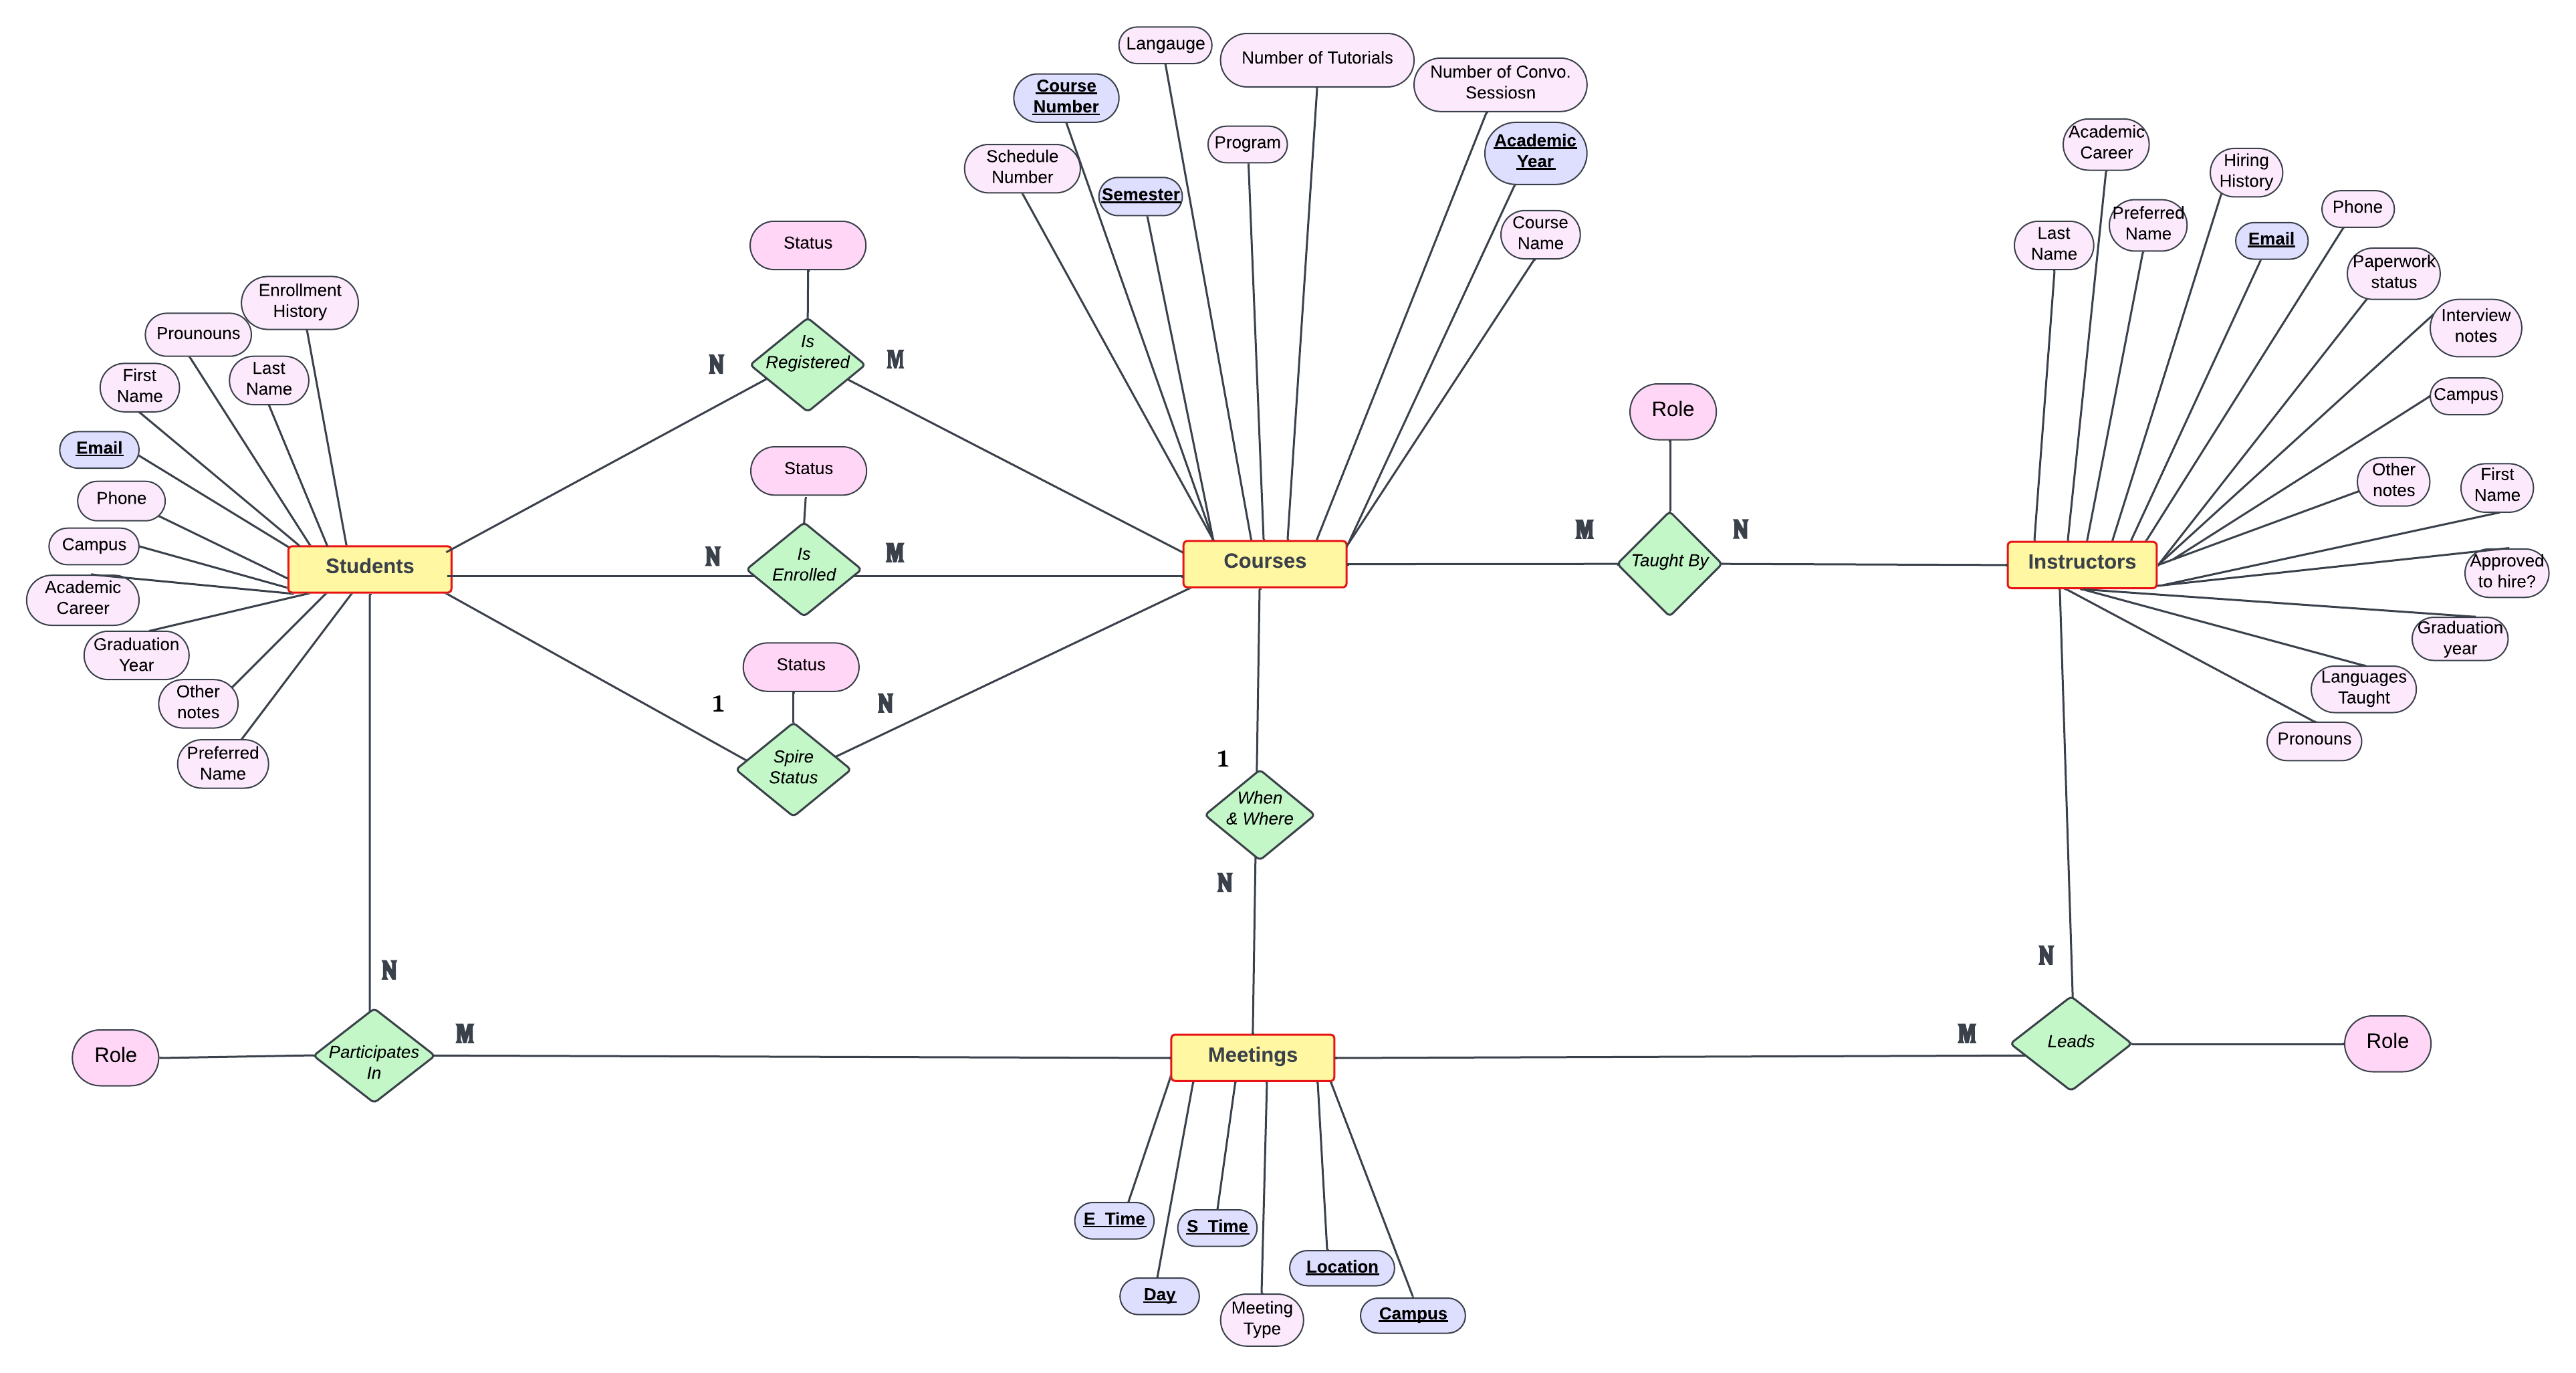 Langauge
Number of Tutorials
Number of Convo.
Sessiosn
Course
Number
Academic
Year
Program
Schedule
Number
Semester
Course
Name
Academic
Career
Hiring
History
Preferred
Name
Phone
Last
Name
Email
Paperwork
status
Interview
notes
Campus
Other
notes
First
Name
Approved
to hire?
Graduation
year
Languages
Taught
Pronouns
Status
Is
Registered
N
M
Enrollment
History
Prounouns
First
Name
Last
Name
Email
Phone
Campus
Academic
Career
Graduation
Year
Other
notes
Preferred
Name
Students
Status
Is
Enrolled
N
M
Courses
Role
M
N
Taught By
Instructors
Status
1
N
Spire
Status
1
When
& Where
N
N
Role
Participates
In
M
Meetings
N
M
Leads
Role
E_Time
S_Time
Day
Meeting
Type
Location
Campus